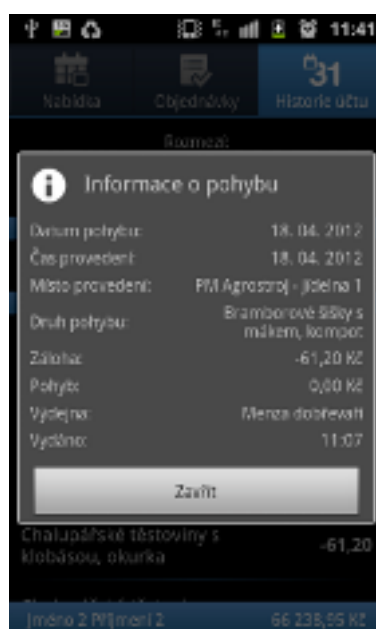 11:41
31
Nabídka Objednávky Historie účtu
Rozmezí:
Informace o pohybu
Datum pohybu: 18. 04. 2012
Čas provedení: 18. 04. 2012
Místo provedení: PM Agrostroj - jídelna 1
Druh pohybu: Bramborové šišky s
mákem, kompot
Záloha: -61,20 Kč
Pohyb: 0,00 Kč
Výdejna: Menza dobřevaří
Vydáno: 11:07
Zavřít
Chalupářské těstoviny s
klobásou, okurka -61,20
Jméno 2 Příjmení 2 66 238,95 Kč